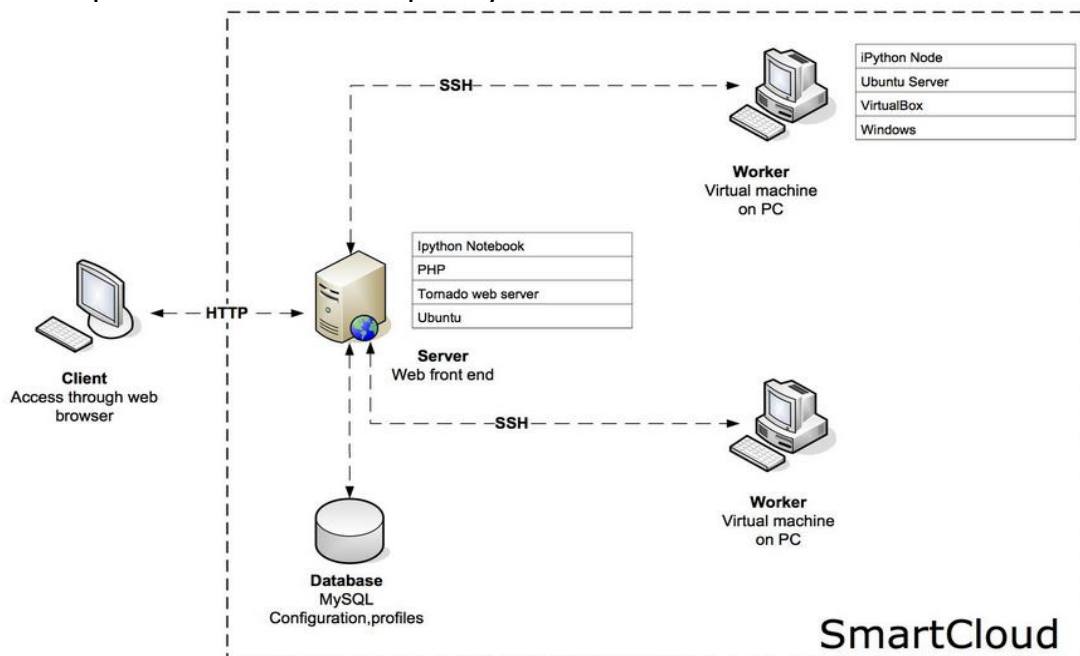 SSH
iPython Node
Ubuntu Server
VirtualBox
Windows
Worker
Virtual machine
on PC
Ipython Notebook
PHP
Tornado web server
Ubuntu
HTTP
Server
Web front end
Client
Access through web
browser
SSH
Worker
Virtual machine
on PC
Database
MySQL
Configuration,profiles
SmartCloud